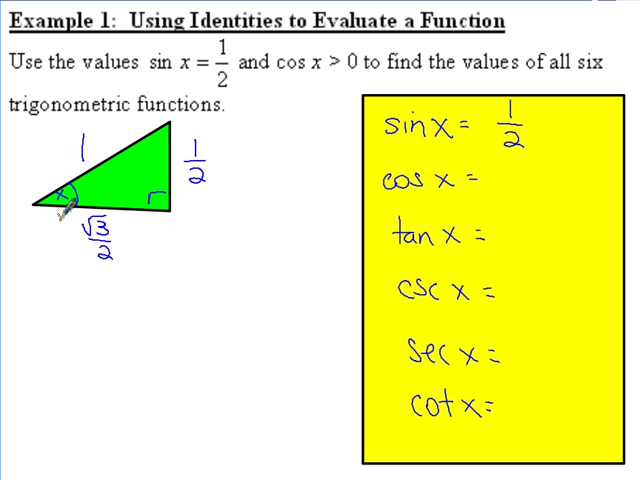 Example 1: Using Identities to Evaluate a Function
Use the values sin x = 1/2 and cos x > 0 to find the values of all six
trigonometric functions.
1
1/2
x
√3/2
sin x = 1/2
cos x =
tan x =
csc x =
sec x =
cot x =